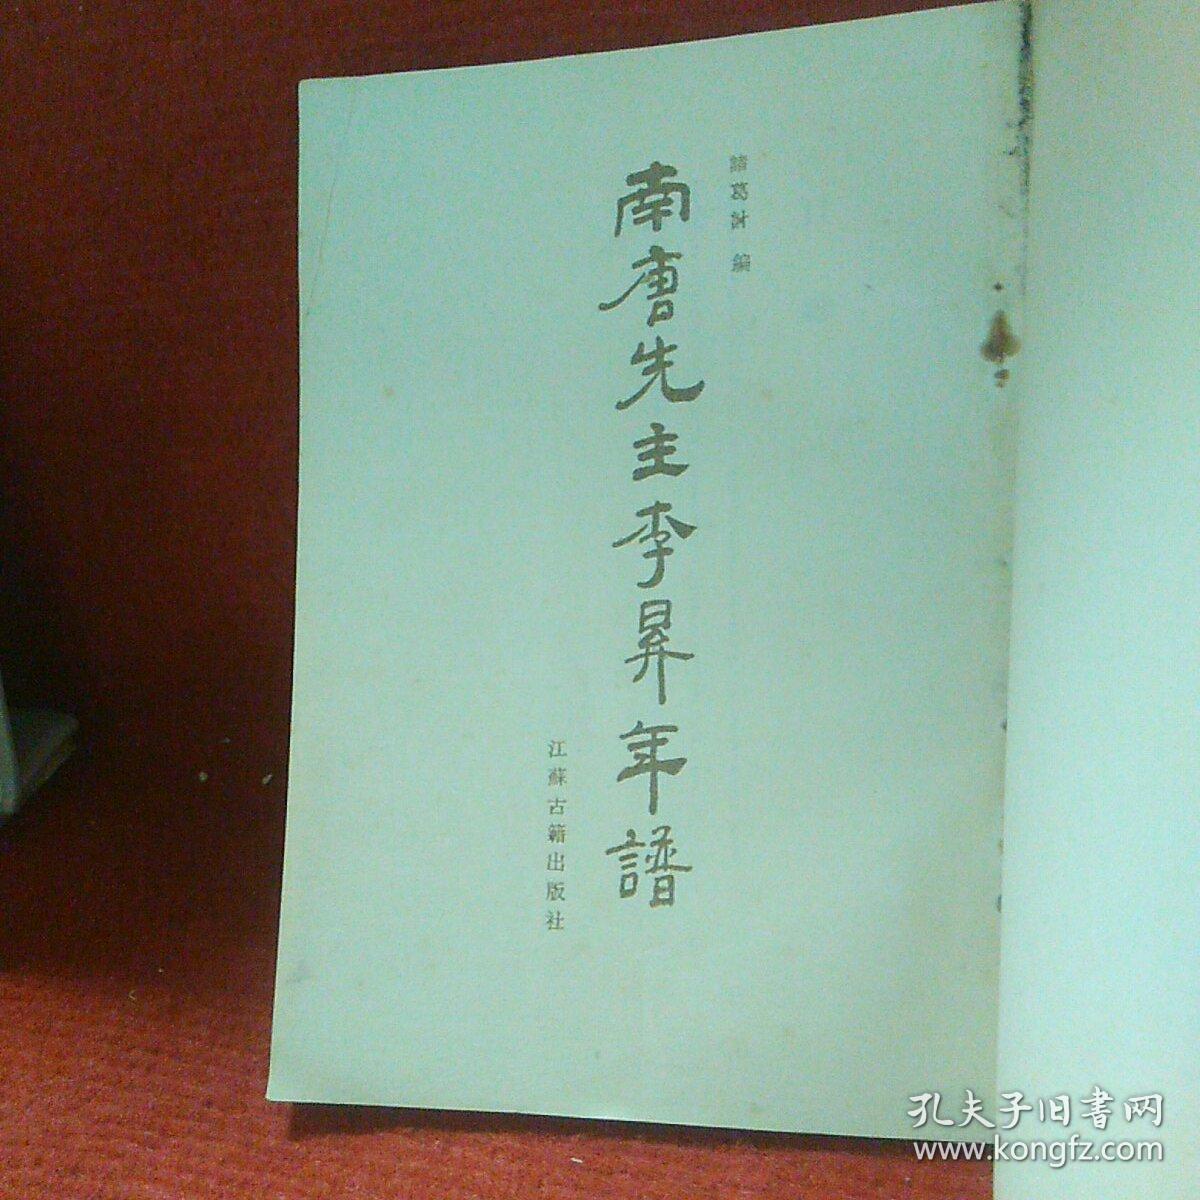 諸葛計 編
南唐先主李昪年譜
江蘇古籍出版社
孔夫子旧書网
www.kongfz.com